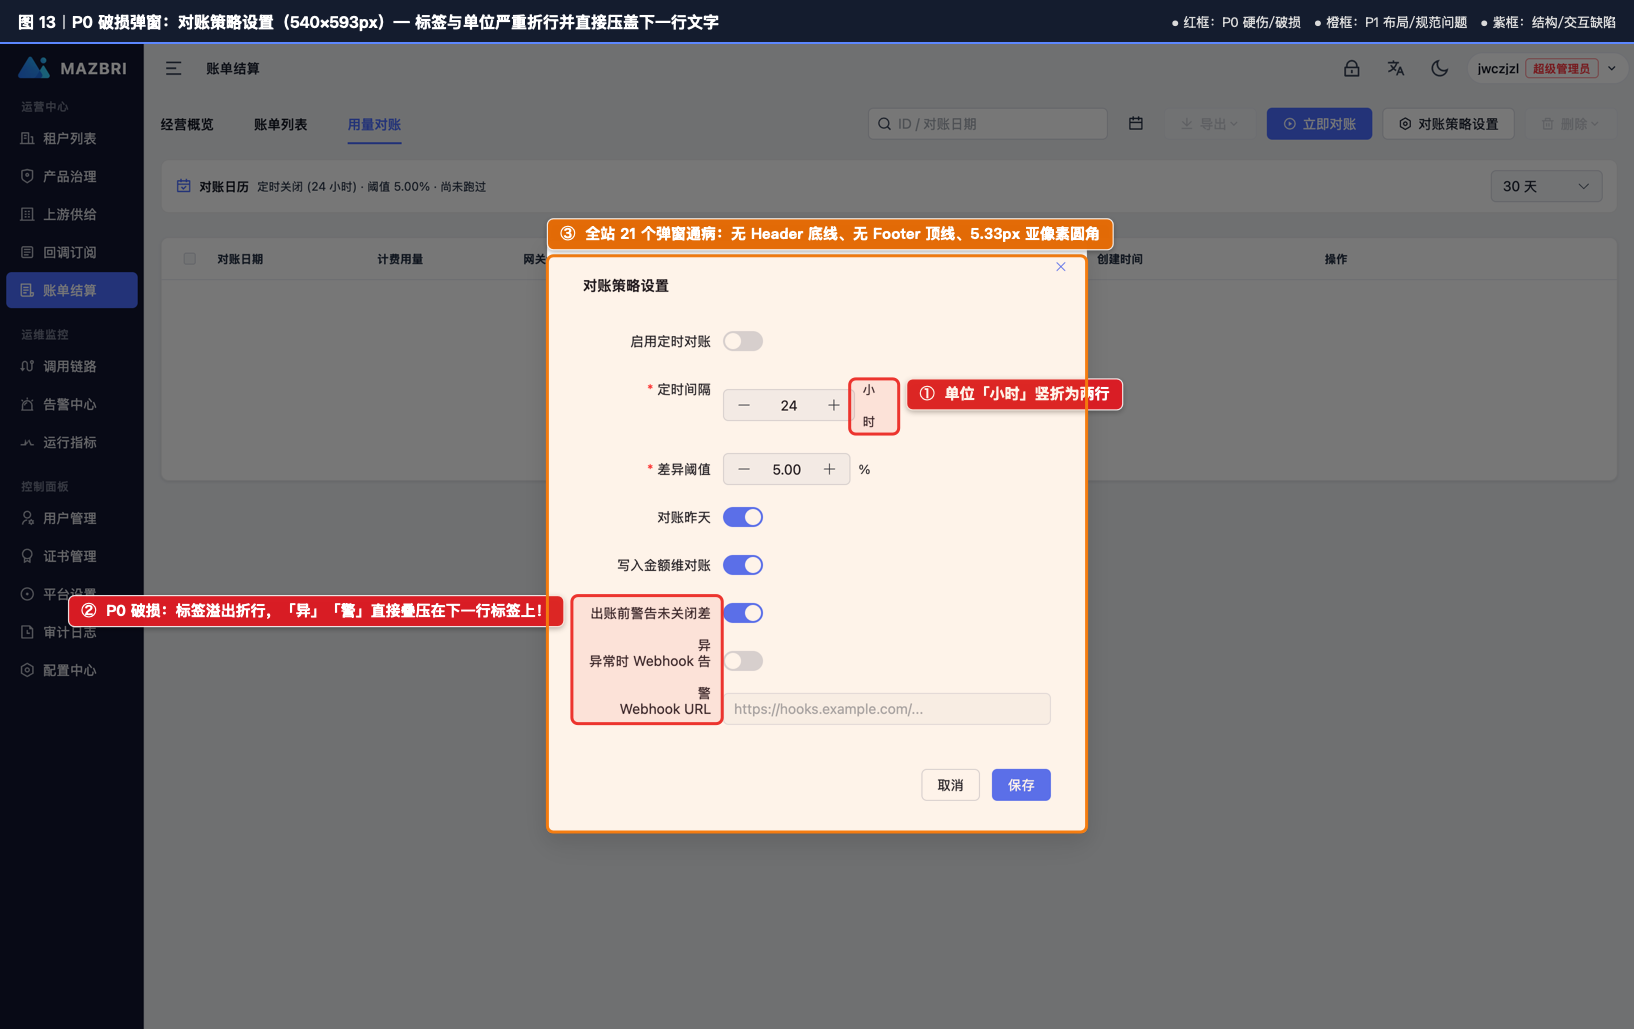 图 13｜P0 破损弹窗：对账策略设置（540×593px）— 标签与单位严重折行并直接压盖下一行文字
● 红框：P0 硬伤/破损 ● 橙框：P1 布局/规范问题 ● 紫框：结构/交互缺陷
MAZBRI
账单结算
jwczjzl 超级管理员
运营中心
租户列表
产品治理
上游供给
回调订阅
账单结算
运维监控
调用链路
告警中心
运行指标
控制面板
用户管理
证书管理
平台设置
审计日志
配置中心
经营概览 账单列表 用量对账
ID / 对账日期
导出
立即对账
对账策略设置
删除
对账日历 定时关闭 (24 小时) · 阈值 5.00% · 尚未跑过
30 天
③ 全站 21 个弹窗通病：无 Header 底线、无 Footer 顶线、5.33px 亚像素圆角
对账日期 计费用量 网关 创建时间 操作
对账策略设置
启用定时对账
* 定时间隔
24
小
时
① 单位「小时」竖折为两行
* 差异阈值
5.00
%
对账昨天
写入金额维对账
② P0 破损：标签溢出折行，「异」「警」直接叠压在下一行标签上！
出账前警告未关闭差
异
异常时 Webhook 告
警
Webhook URL
https://hooks.example.com/...
取消
保存